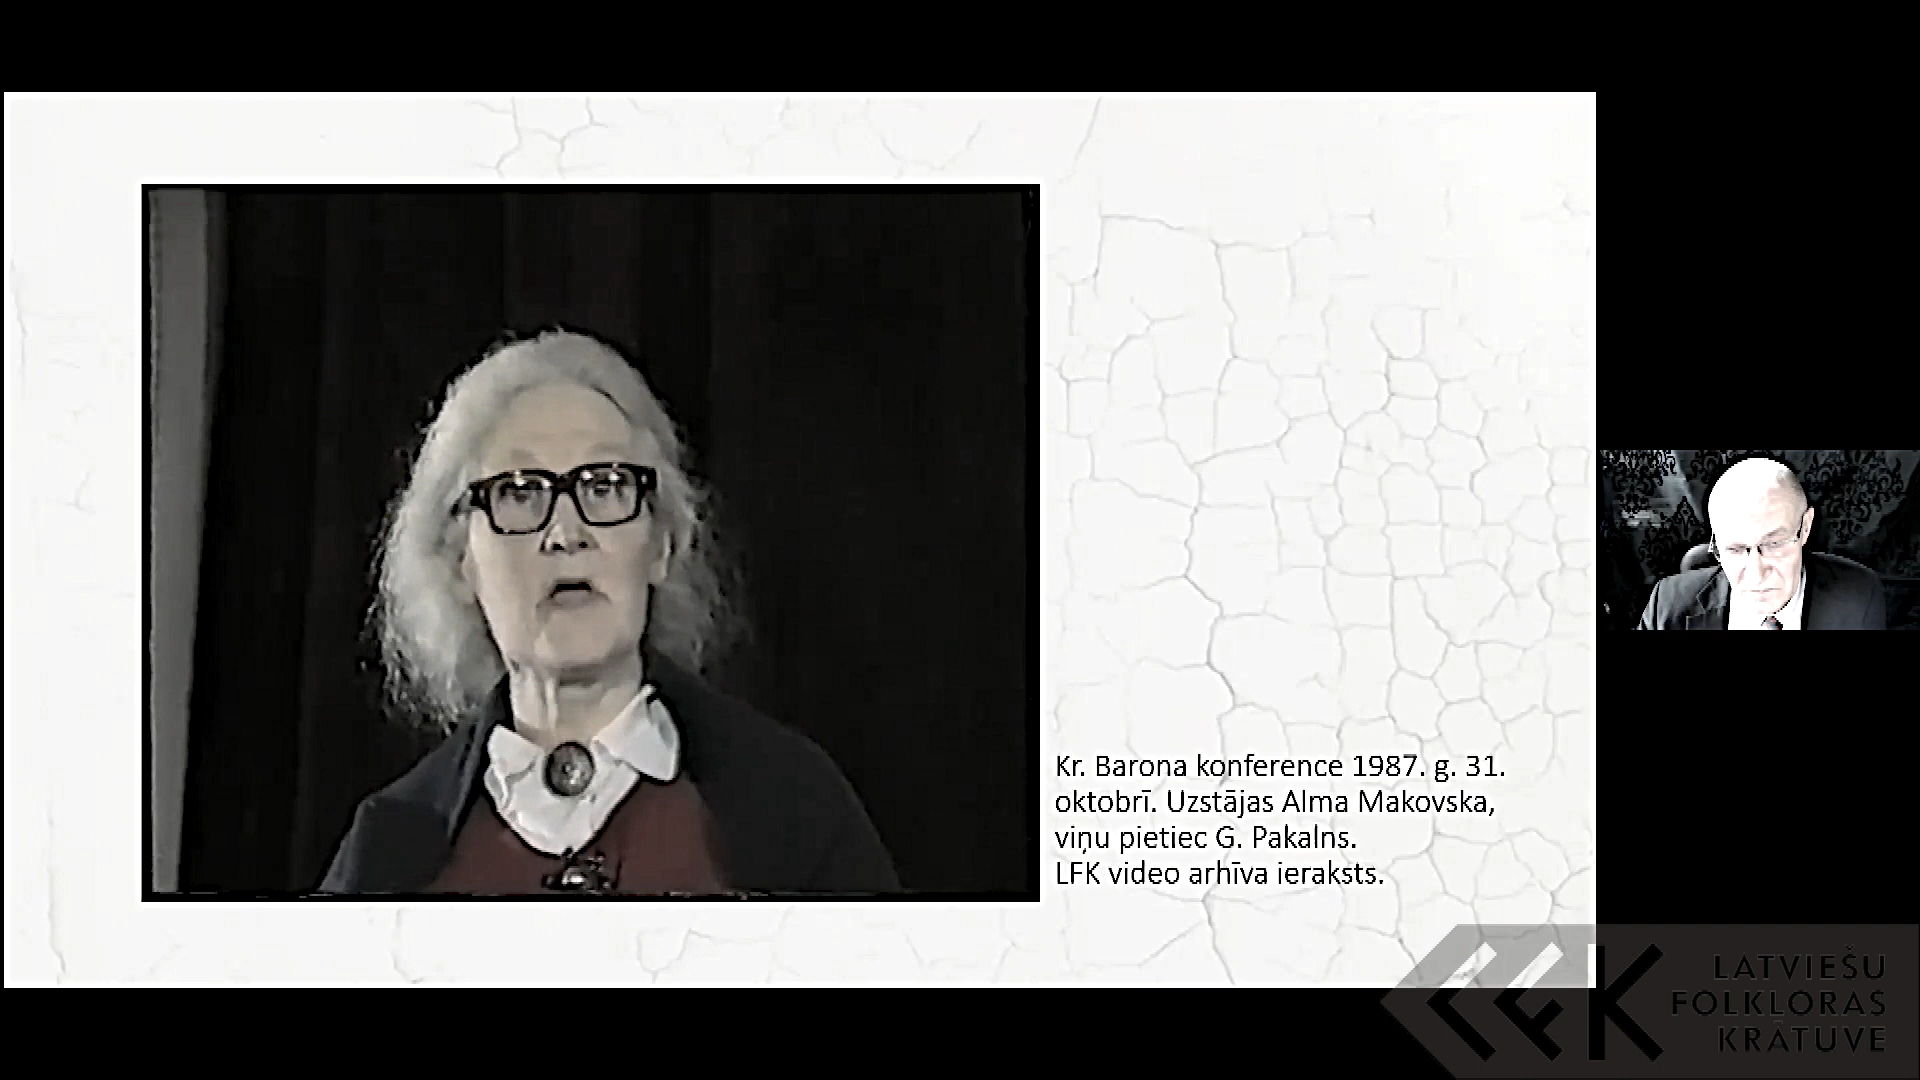 Kr. Barona konference 1987. g. 31.
oktobrī. Uzstājas Alma Makovska,
viņu pietiec G. Pakalns.
LFK video arhīva ieraksts.
LFK
LATVIEŠU
FOLKLORAS
KRĀTUVE